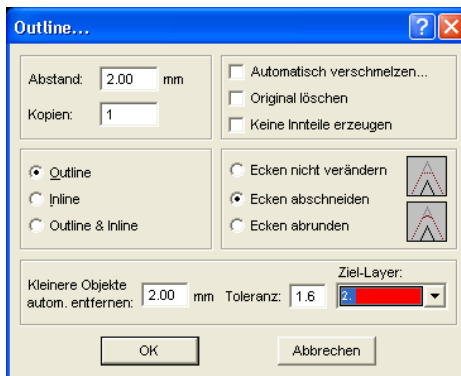 Outline...
Abstand: 2.00 mm
Kopien: 1
Automatisch verschmelzen...
Original löschen
Keine Innteile erzeugen
Outline
Inline
Outline & Inline
Ecken nicht verändern
Ecken abschneiden
Ecken abrunden
Ziel-Layer:
Kleinere Objekte
autom. entfernen: 2.00 mm Toleranz: 1.6 2.
OK Abbrechen